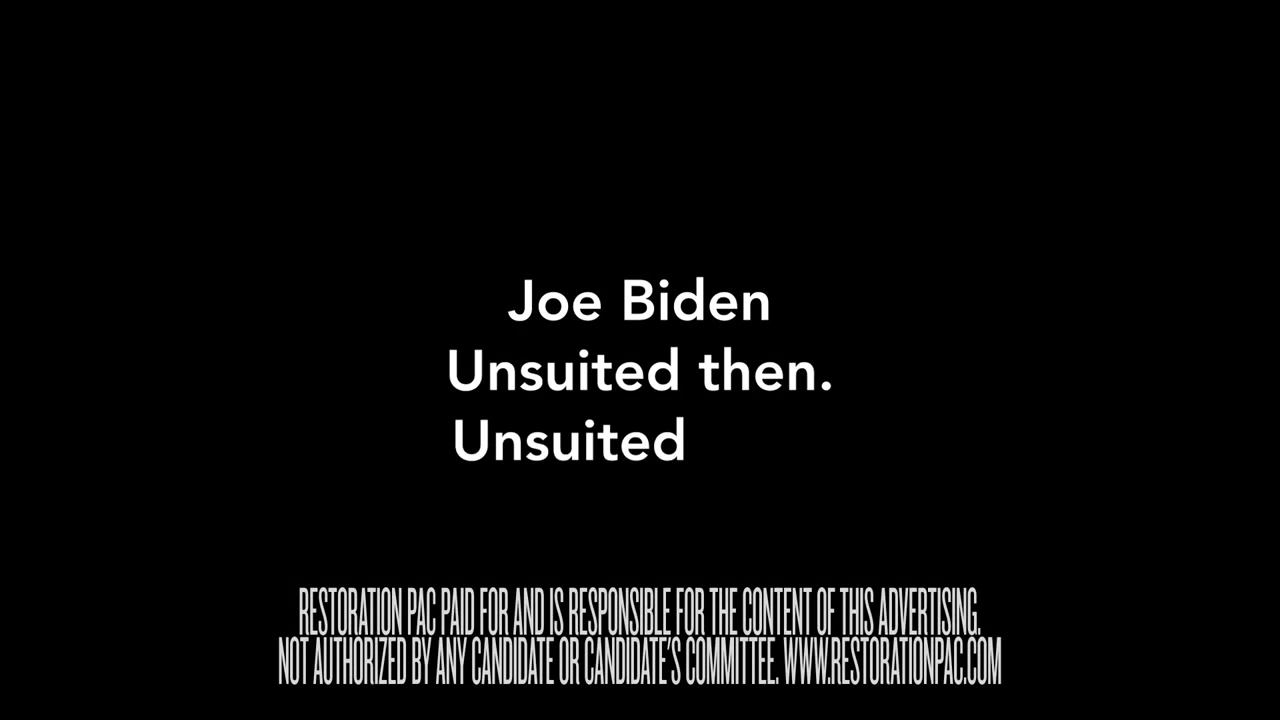 Joe Biden
Unsuited then.
Unsuited
RESTORATION PAC PAID FOR AND IS RESPONSIBLE FOR THE CONTENT OF THIS ADVERTISING.
NOT AUTHORIZED BY ANY CANDIDATE OR CANDIDATE'S COMMITTEE. WWW.RESTORATIONPAC.COM